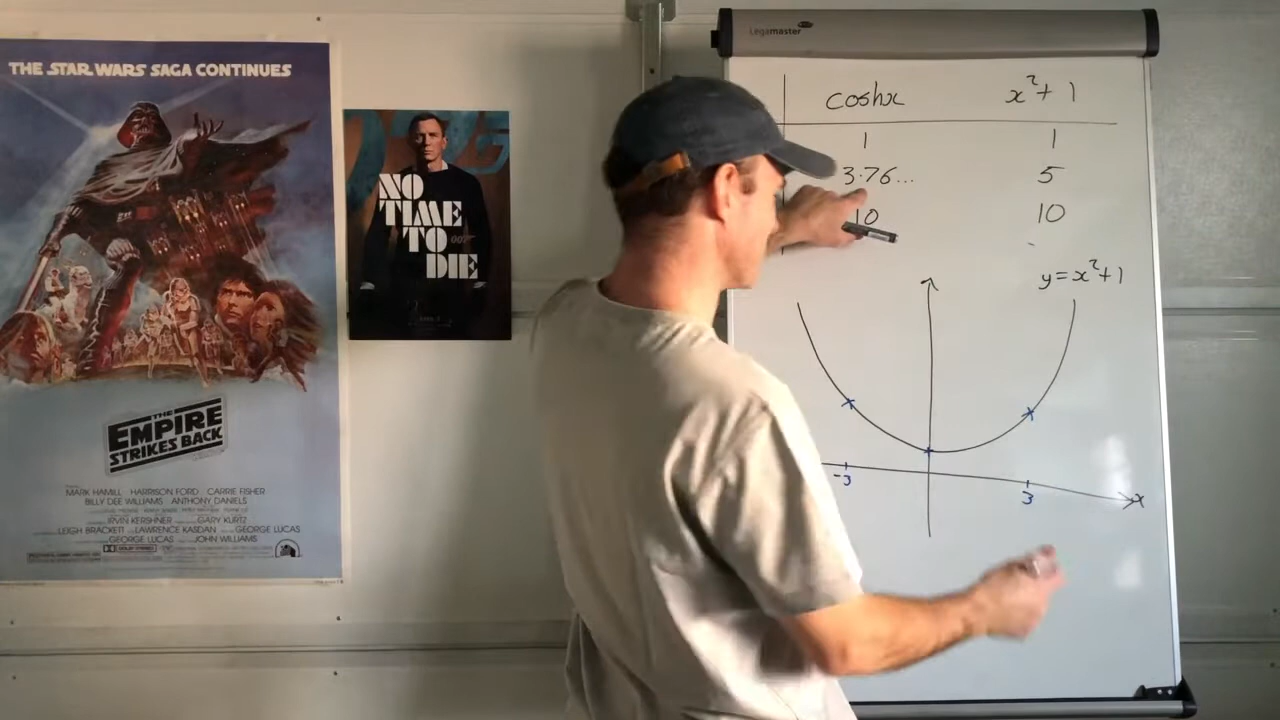 THE STAR WARS SAGA CONTINUES
THE
EMPIRE
STRIKES BACK
MARK HAMILL HARRISON FORD CARRIE FISHER
BILLY DEE WILLIAMS ANTHONY DANIELS
IRVIN KERSHNER GARY KURTZ
LEIGH BRACKETT LAWRENCE KASDAN GEORGE LUCAS
GEORGE LUCAS JOHN WILLIAMS
NO
TIME
TO
007
DIE
Legamaster
coshx x²+1
1 1
3.76... 5
10 10
y=x²+1
-3 3 x